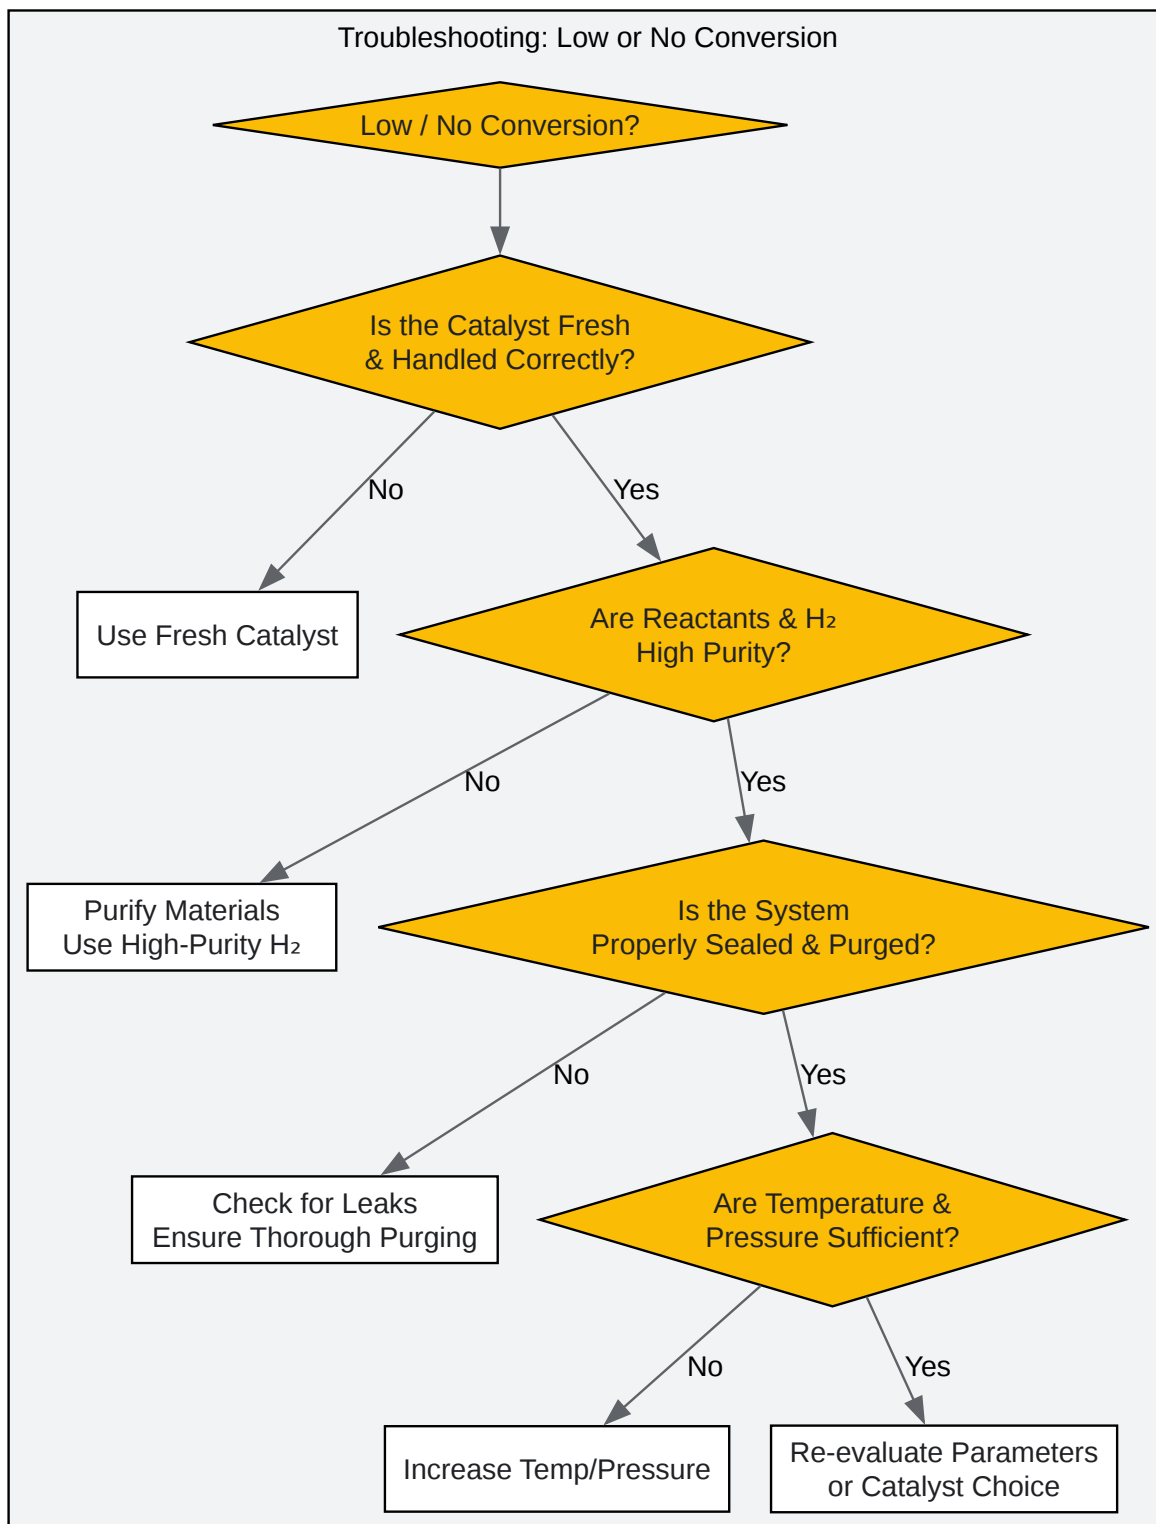 Troubleshooting: Low or No Conversion
Low / No Conversion?
Is the Catalyst Fresh
& Handled Correctly?
No
Yes
Use Fresh Catalyst
Are Reactants & H₂
High Purity?
No
Yes
Purify Materials
Use High-Purity H₂
Is the System
Properly Sealed & Purged?
No
Yes
Check for Leaks
Ensure Thorough Purging
Are Temperature &
Pressure Sufficient?
No
Yes
Increase Temp/Pressure
Re-evaluate Parameters
or Catalyst Choice